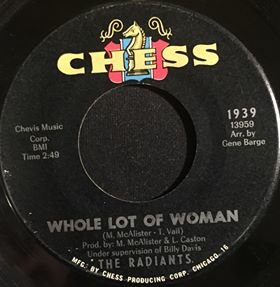 CHESS
Chevis Music
Corp.
BMI
Time 2:49
1939
13959
Arr. by
Gene Barge
WHOLE LOT OF WOMAN
(M. McAlister - T. Vail)
Prod. by: M. McAlister & L. Caston
Under supervision of Billy Davis
THE RADIANTS
MFG. BY CHESS PRODUCING CORP. CHICAGO, 16